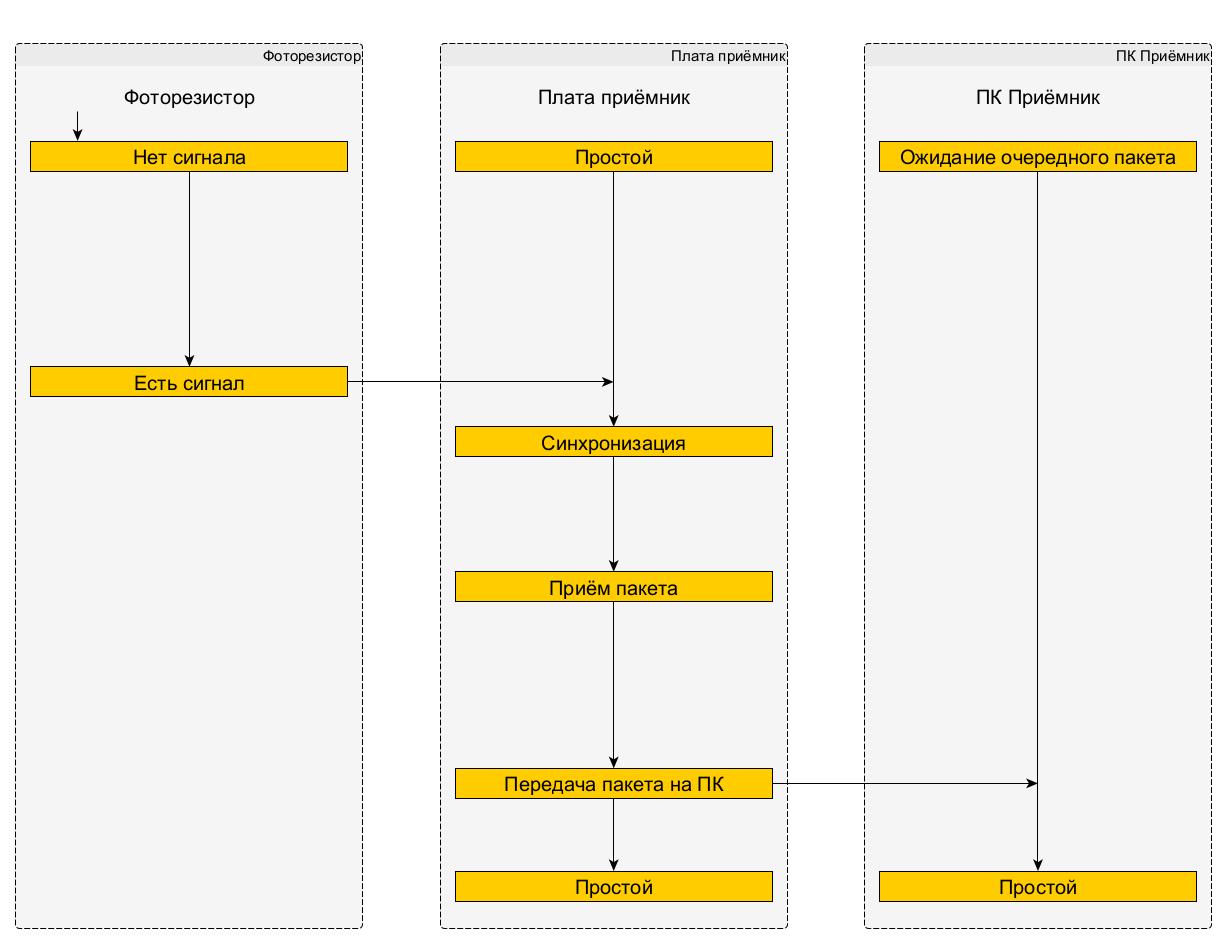 Фоторезистор
Плата приёмник
ПК Приёмник
Фоторезистор
Плата приёмник
ПК Приёмник
Нет сигнала
Простой
Ожидание очередного пакета
Есть сигнал
Синхронизация
Приём пакета
Передача пакета на ПК
Простой
Простой